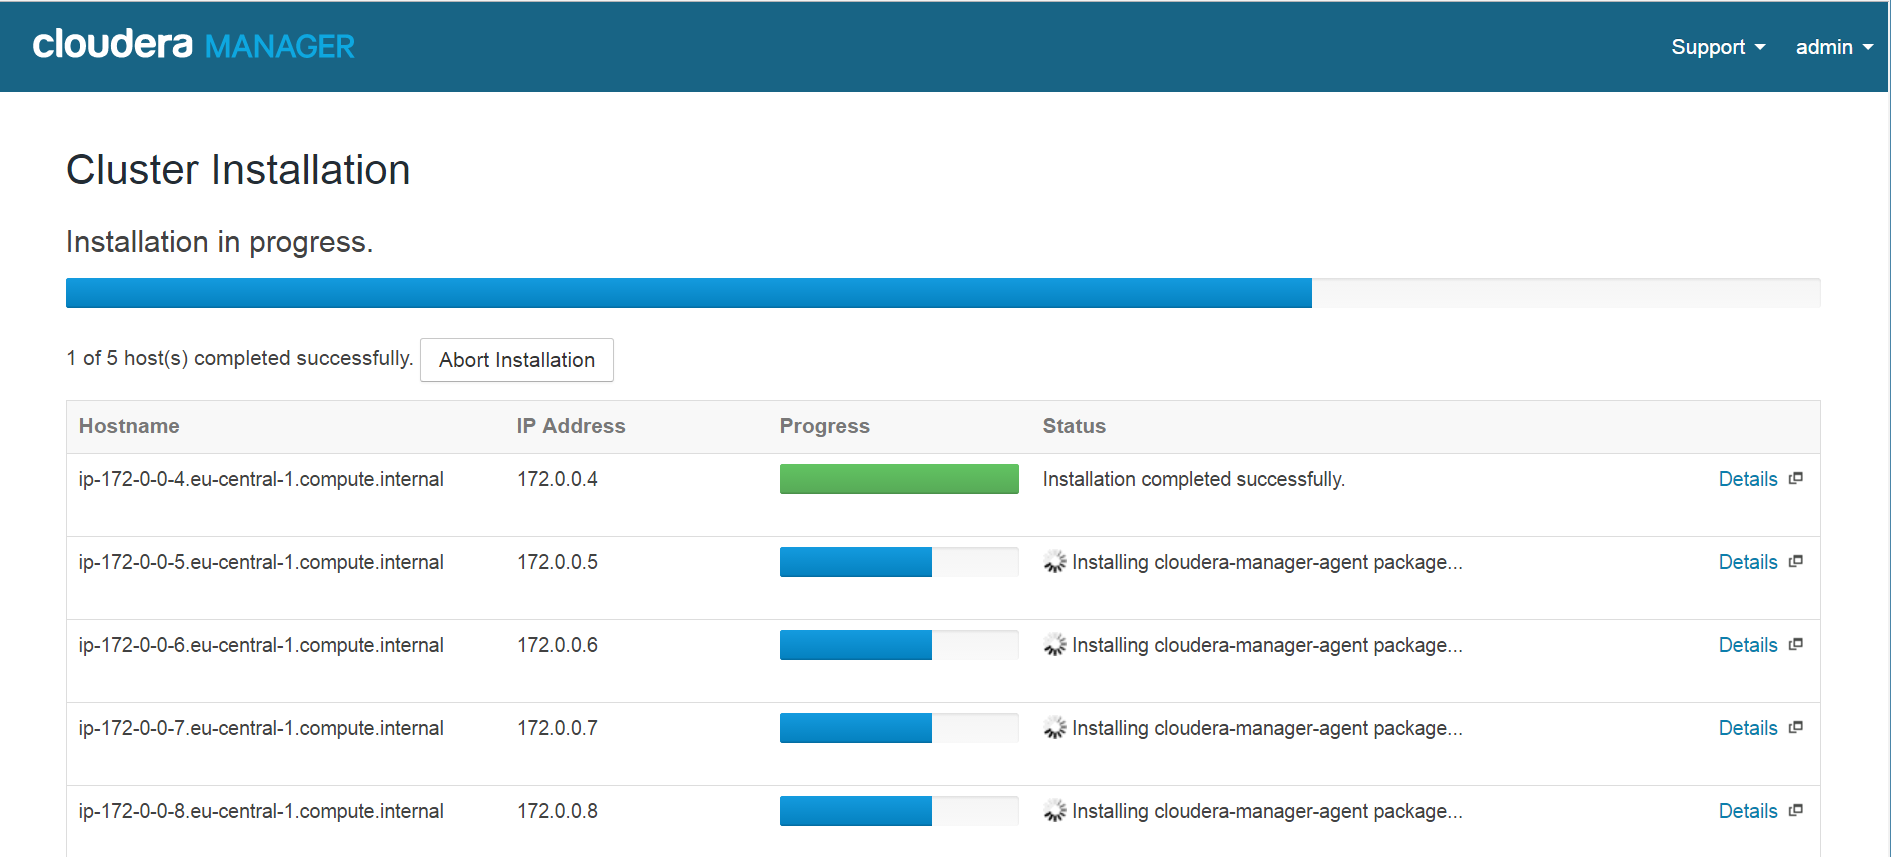 cloudera MANAGER
Support admin
Cluster Installation
Installation in progress.
1 of 5 host(s) completed successfully. Abort Installation
Hostname IP Address Progress Status
ip-172-0-0-4.eu-central-1.compute.internal 172.0.0.4 Installation completed successfully. Details
ip-172-0-0-5.eu-central-1.compute.internal 172.0.0.5 Installing cloudera-manager-agent package... Details
ip-172-0-0-6.eu-central-1.compute.internal 172.0.0.6 Installing cloudera-manager-agent package... Details
ip-172-0-0-7.eu-central-1.compute.internal 172.0.0.7 Installing cloudera-manager-agent package... Details
ip-172-0-0-8.eu-central-1.compute.internal 172.0.0.8 Installing cloudera-manager-agent package... Details